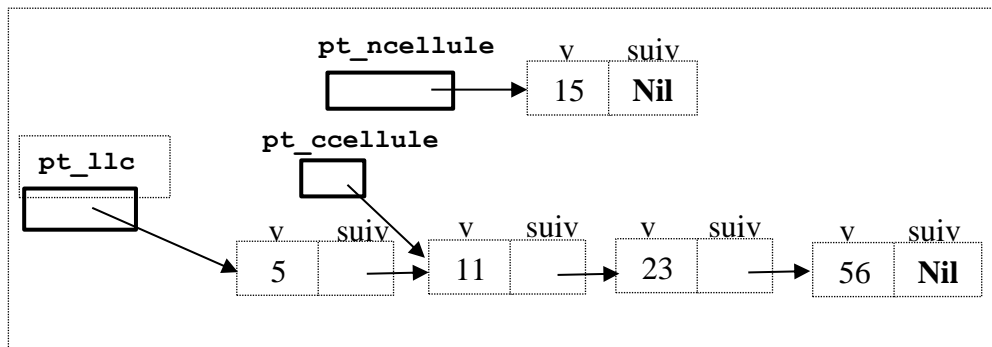 pt_ncellule
v suiv
15 Nil
pt_llc
pt_ccellule
v suiv v suiv v suiv v suiv
5 11 23 56 Nil